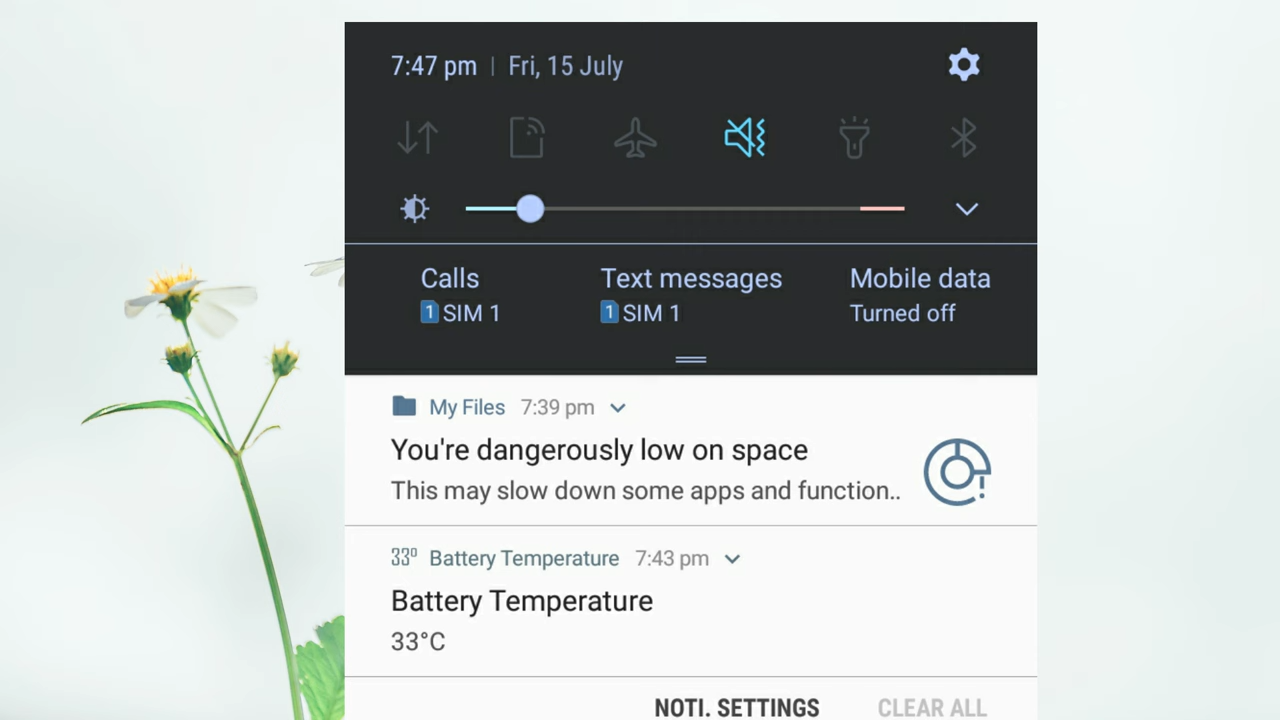 7:47 pm | Fri, 15 July
Calls Text messages Mobile data
1 SIM 1 1 SIM 1 Turned off
My Files 7:39 pm
You're dangerously low on space
This may slow down some apps and function..
33° Battery Temperature 7:43 pm
Battery Temperature
33°C
NOTI. SETTINGS CLEAR ALL